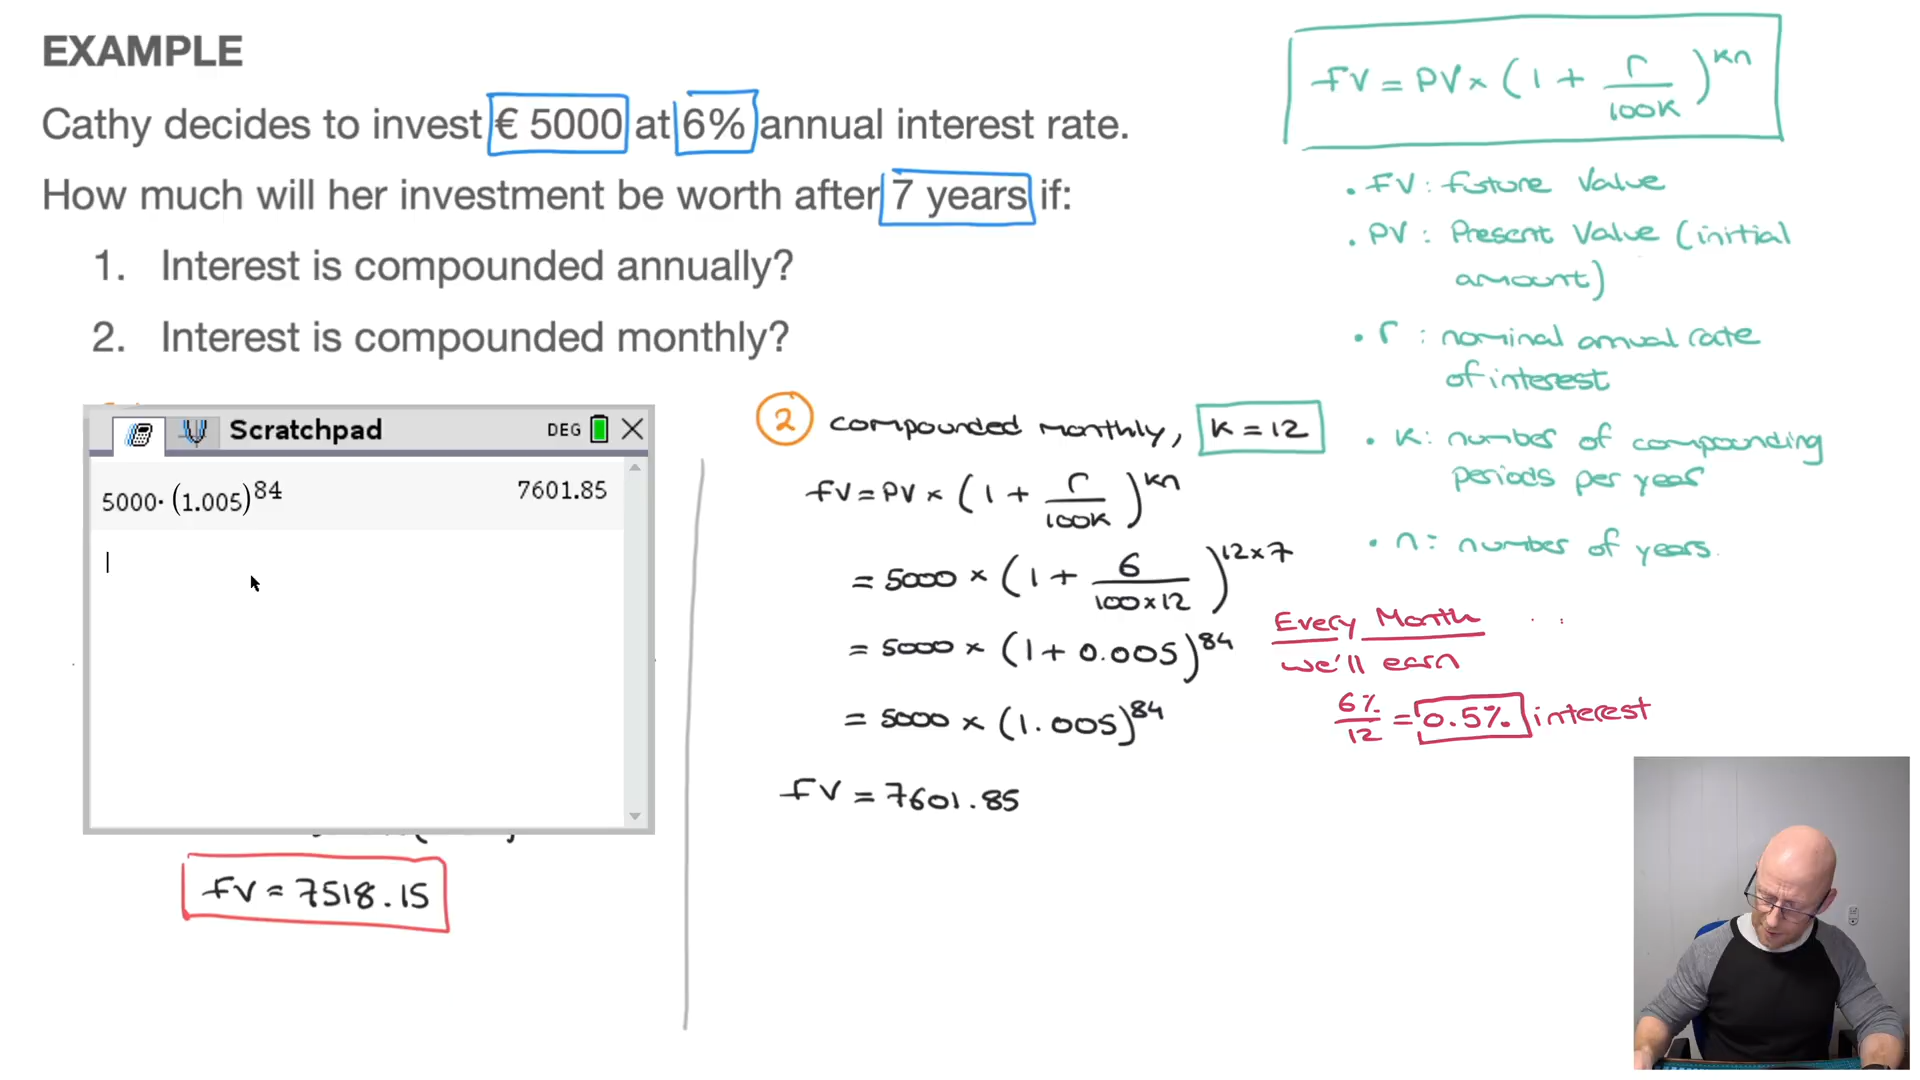 EXAMPLE
Cathy decides to invest € 5000 at 6% annual interest rate.
How much will her investment be worth after 7 years if:
1. Interest is compounded annually?
2. Interest is compounded monthly?
FV = PV × (1 + r/100k)^kn
• FV: Future Value
• PV: Present Value (initial
amount)
• r : nominal annual rate
of interest
• k: number of compounding
periods per year
• n: number of years.
Scratchpad
DEG
5000·(1.005)^84 7601.85
FV = 7518.15
2 compounded monthly, k = 12
FV = PV × (1 + r/100k)^kn
= 5000 × (1 + 6/100×12)^12×7
= 5000 × (1 + 0.005)^84
= 5000 × (1.005)^84
FV = 7601.85
Every Month
we'll earn
6%/12 = 0.5% interest